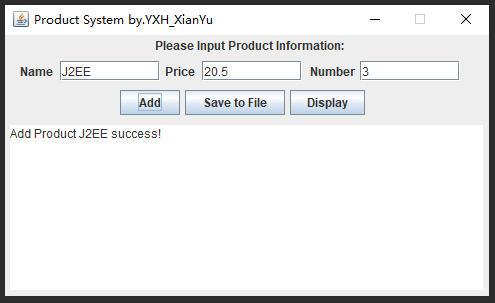 Product System by.YXH_XianYu
Please Input Product Information:
Name J2EE Price 20.5 Number 3
Add Save to File Display
Add Product J2EE success!